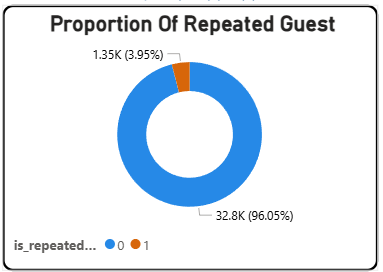 Proportion Of Repeated Guest
1.35K (3.95%)
32.8K (96.05%)
is_repeated... 0 1